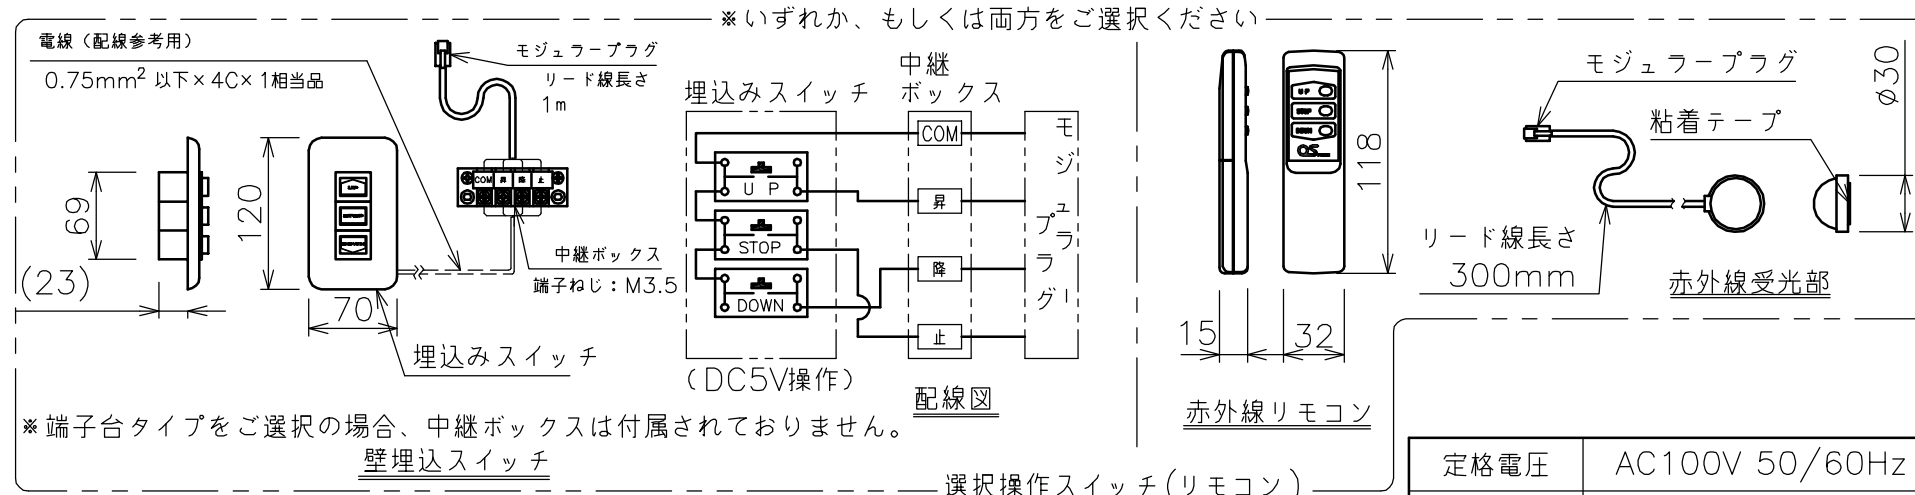 ※いずれか、もしくは両方をご選択ください
電線（配線参考用）
0.75mm² 以下×4C×1相当品
モジュラープラグ
リード線長さ
1m
COM 昇 降 止
中継ボックス
端子ねじ：M3.5
69
(23)
120
70
UP
埋込みスイッチ
埋込みスイッチ
中継
ボックス
モジュラープラグ
UP
STOP
DOWN
COM
昇
降
止
(DC5V操作)
配線図
※端子台タイプをご選択の場合、中継ボックスは付属されておりません。
壁埋込スイッチ
UP
STOP
DOWN
OS
118
15
32
赤外線リモコン
モジュラープラグ
粘着テープ
φ30
リード線長さ
300mm
赤外線受光部
選択操作スイッチ(リモコン)
定格電圧 AC100V 50/60Hz